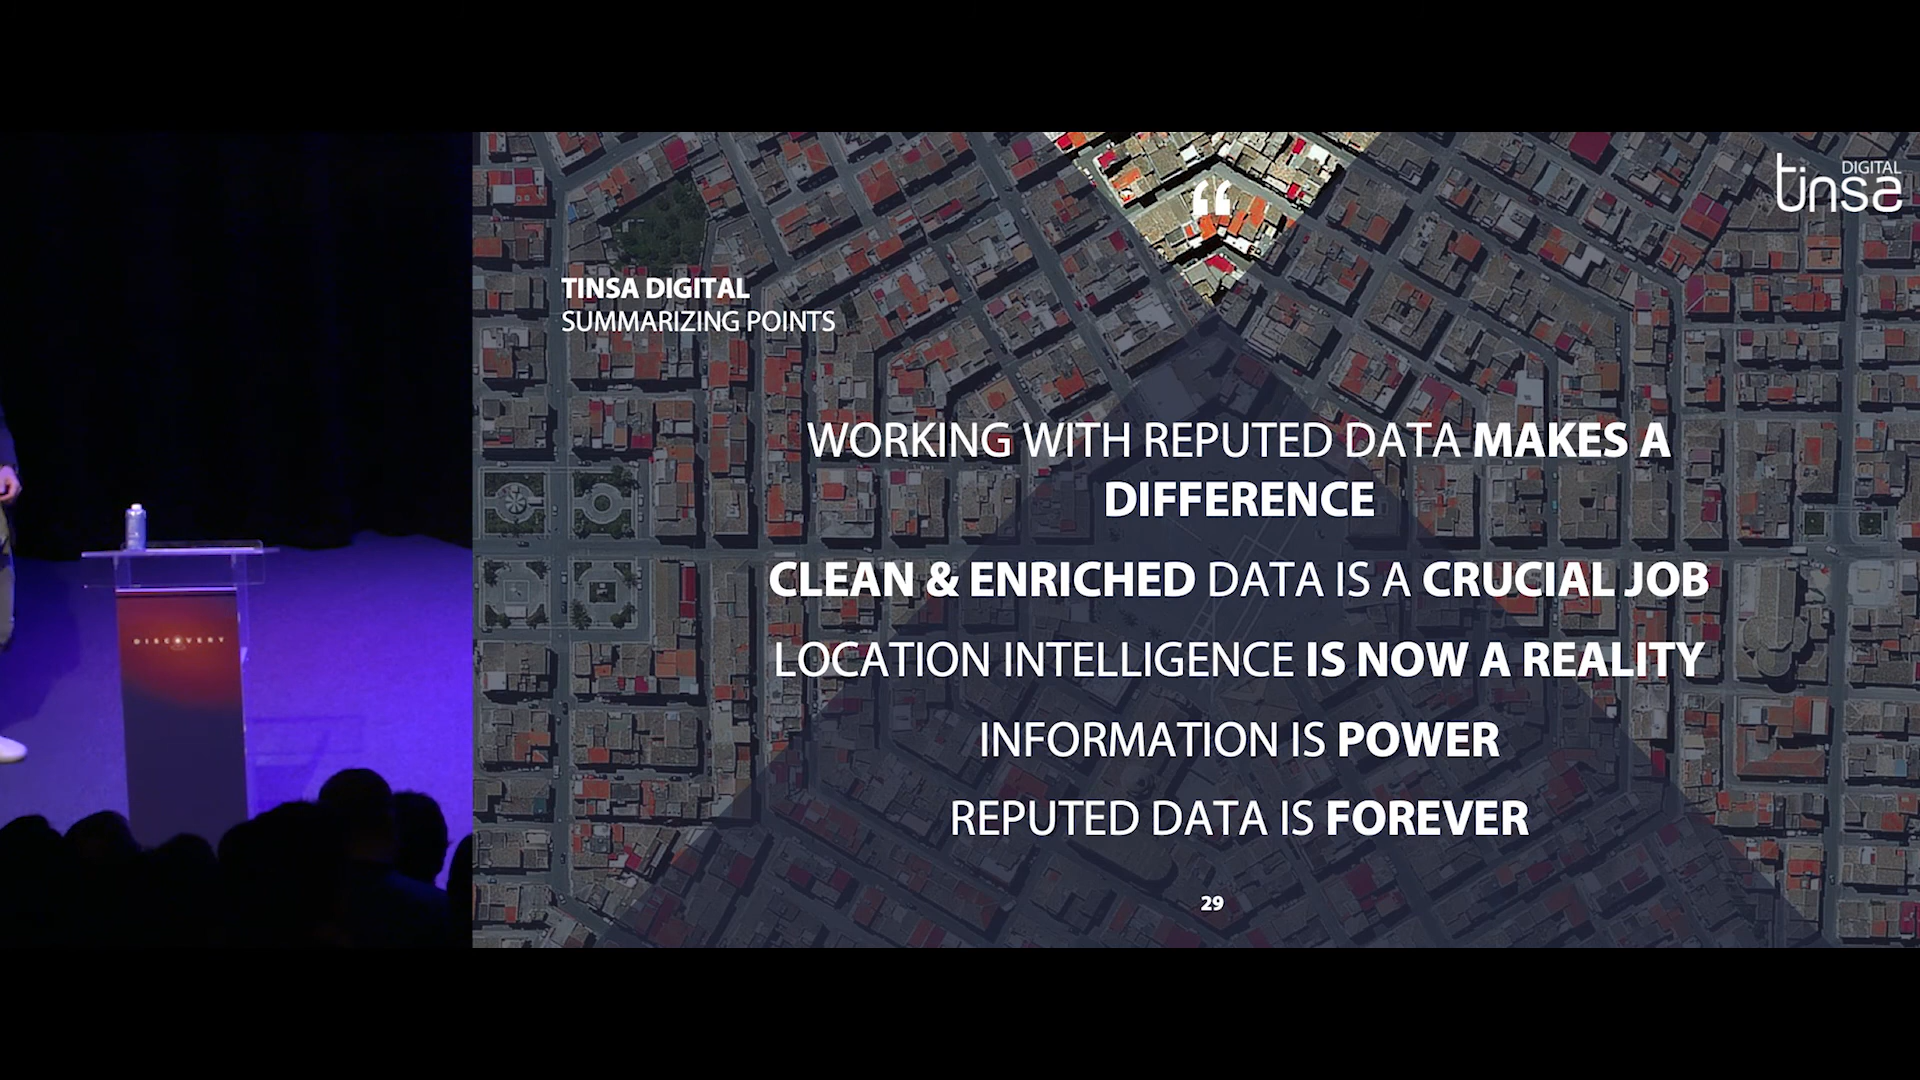 DIGITAL
tinsa
“
TINSA DIGITAL
SUMMARIZING POINTS
WORKING WITH REPUTED DATA MAKES A
DIFFERENCE
CLEAN & ENRICHED DATA IS A CRUCIAL JOB
LOCATION INTELLIGENCE IS NOW A REALITY
INFORMATION IS POWER
REPUTED DATA IS FOREVER
29
DISCOVERY